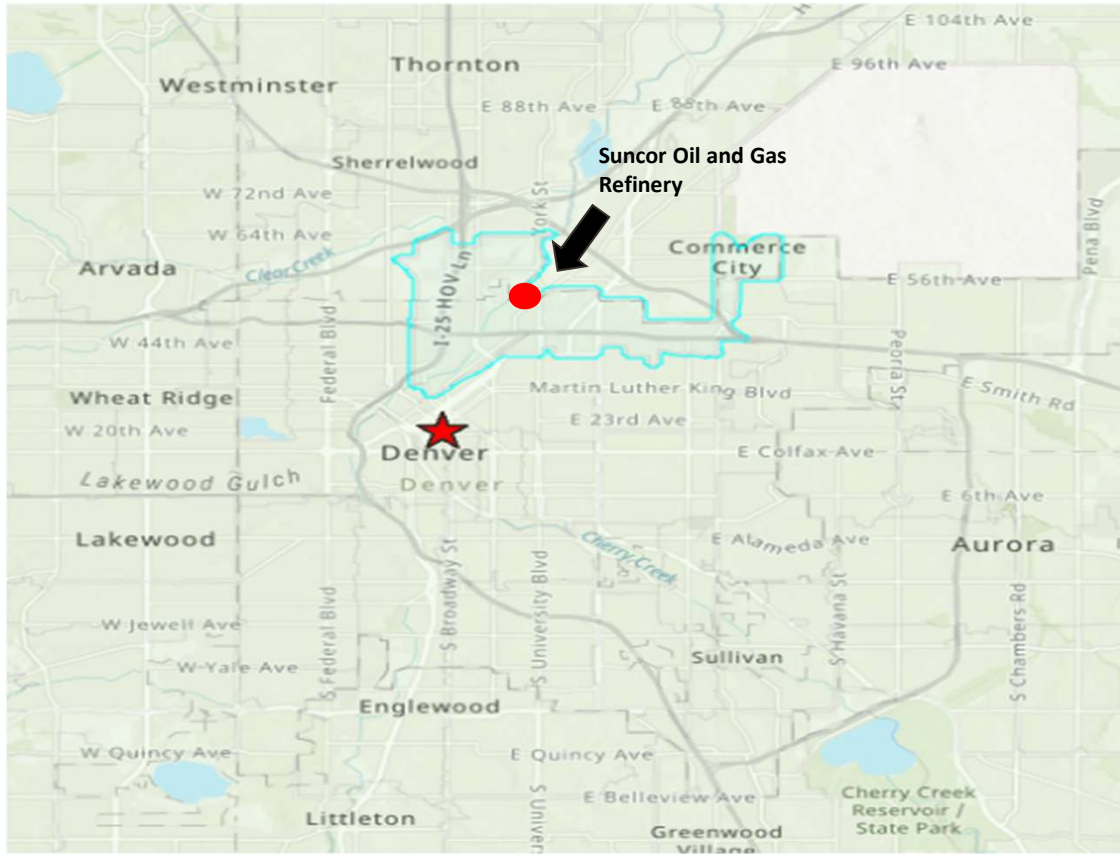 E 104th Ave
E 96th Ave
Thornton
Westminster
E 88th Ave
E 88th Ave
Suncor Oil and Gas
Refinery
Sherrelwood
W 72nd Ave
York St
W 64th Ave
Commerce
City
Pena Blvd
Arvada
Clear Creek
I-25 HOV Ln
E 56th Ave
W 44th Ave
Federal Blvd
Peoria St
Martin Luther King Blvd
E Smith Rd
Wheat Ridge
W 20th Ave
E 23rd Ave
Denver
E Colfax Ave
Lakewood Gulch
Denver
E 6th Ave
Lakewood
Cherry Creek
E Alameda Ave
Aurora
S Broadway St
S University Blvd
S Federal Blvd
S Havana St
S Chambers Rd
W Jewell Ave
W Yale Ave
Sullivan
Englewood
W Quincy Ave
E Quincy Ave
E Belleview Ave
Cherry Creek
Reservoir /
State Park
Littleton
S Univer
Greenwood
Village